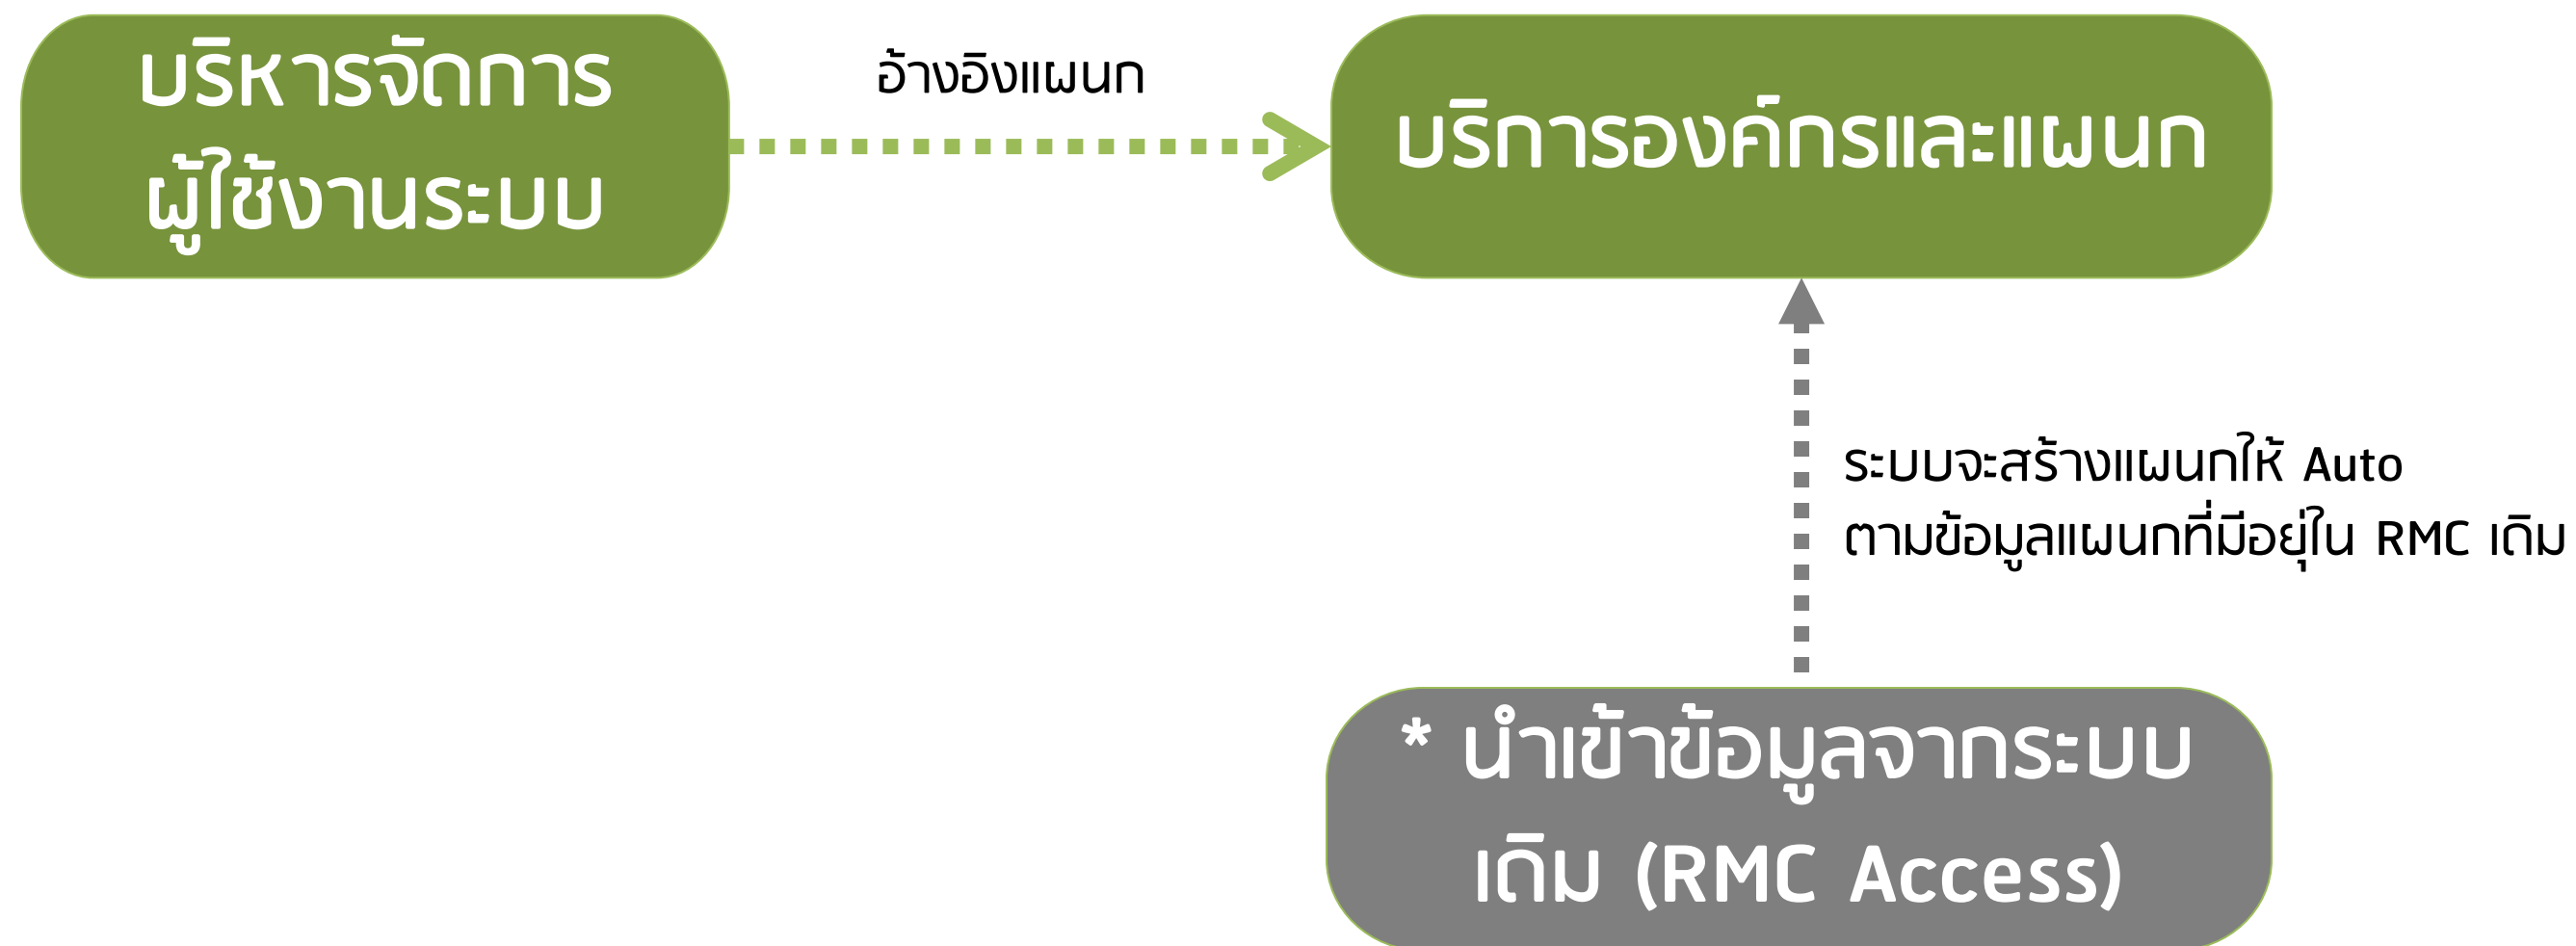 บริหารจัดการ
ผู้ใช้งานระบบ
อ้างอิงแผนก
บริการองค์กรและแผนก
ระบบจะสร้างแผนกให้ Auto
ตามข้อมูลแผนกที่มีอยู่ใน RMC เดิม
* นำเข้าข้อมูลจากระบบ
เดิม (RMC Access)